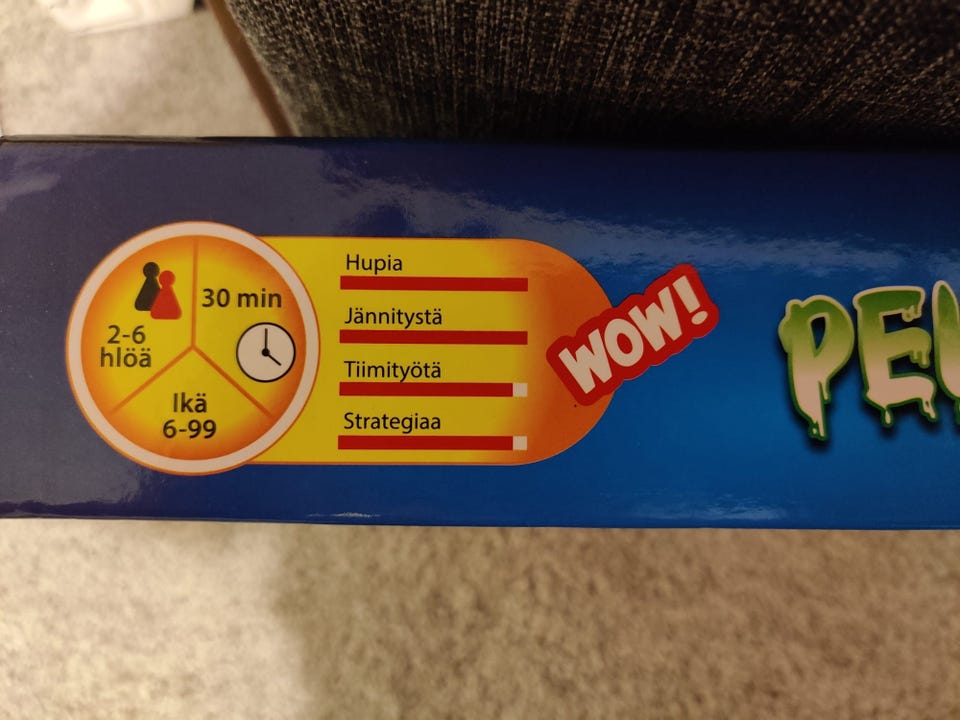 2-6
hlöä
30 min
Ikä
6-99
Hupia
Jännitystä
Tiimityötä
Strategiaa
WOW!